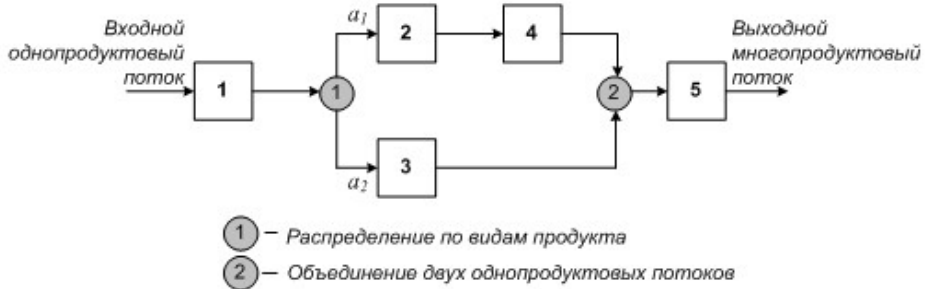 Входной
однопродуктовый
поток
1
1
a1
2
4
a2
3
2
5
Выходной
многопродуктовый
поток
1 – Распределение по видам продукта
2 – Объединение двух однопродуктовых потоков